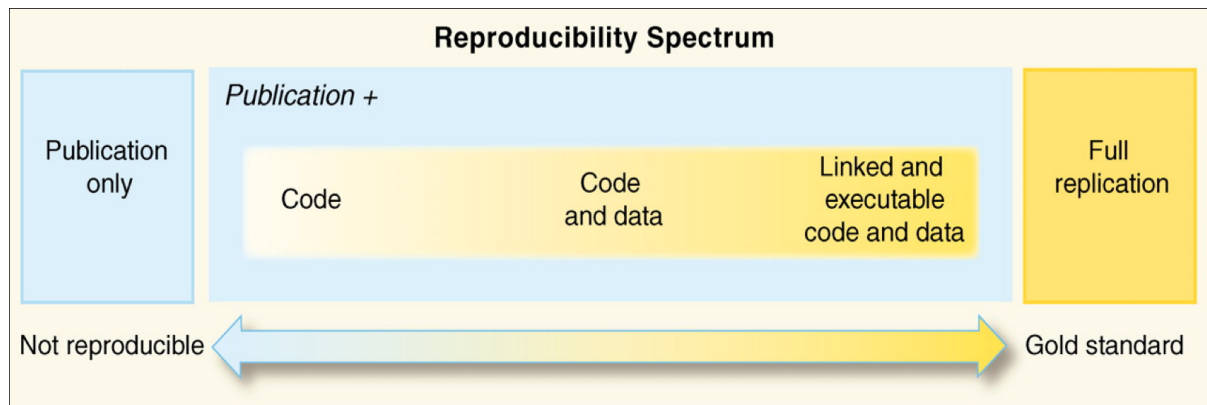 Reproducibility Spectrum
Publication
only
Publication +
Code
Code
and data
Linked and
executable
code and data
Full
replication
Not reproducible
Gold standard